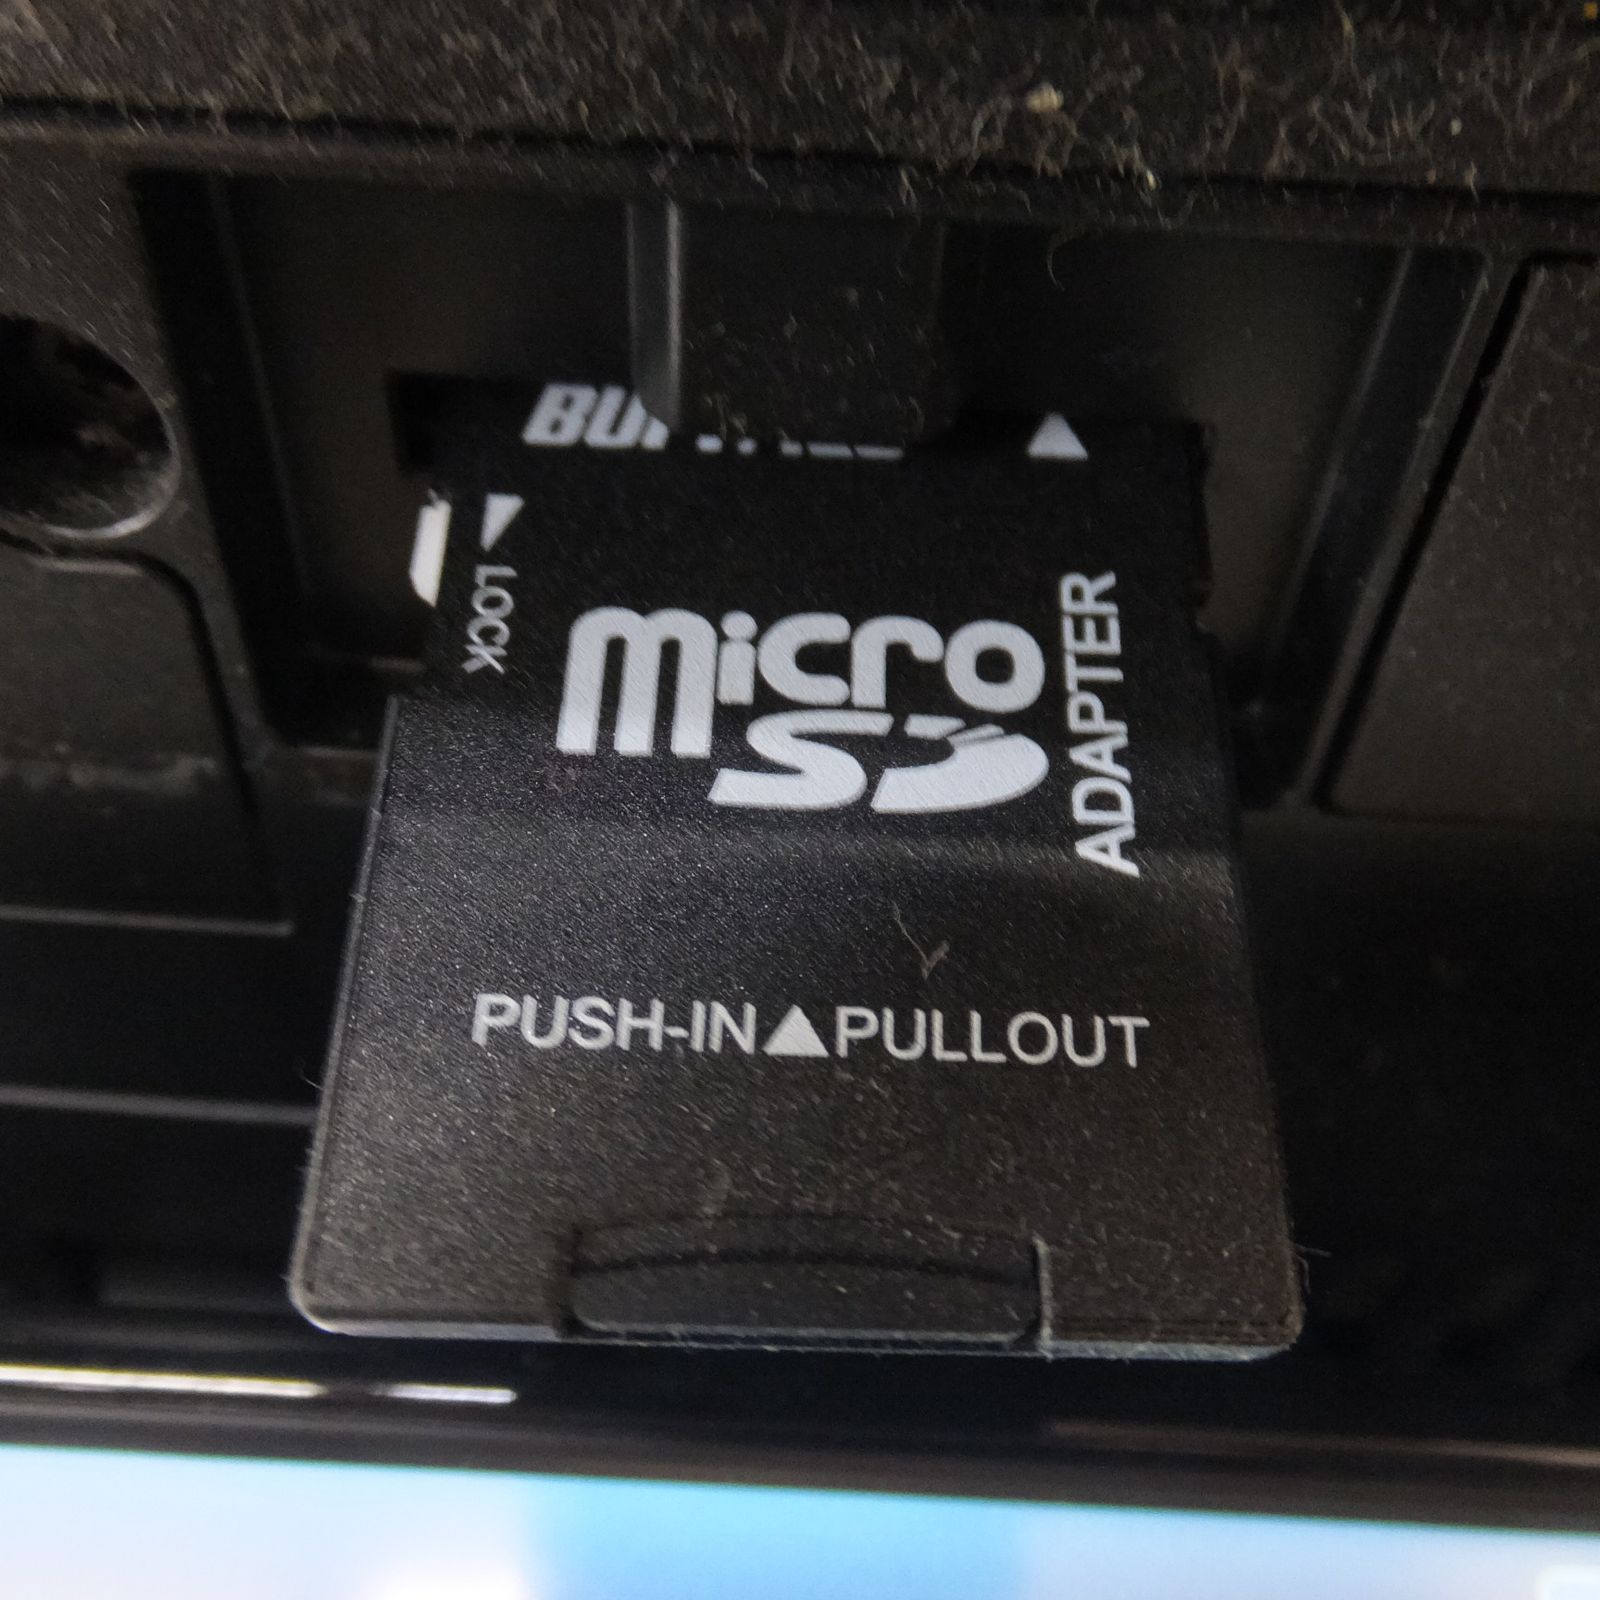 ▲
LOCK
micro
SD
ADAPTER
PUSH-IN▲PULLOUT